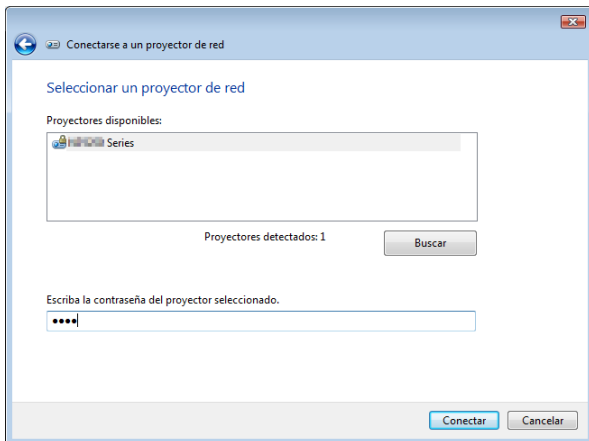 Conectarse a un proyector de red
Seleccionar un proyector de red
Proyectores disponibles:
Series
Proyectores detectados: 1
Buscar
Escriba la contraseña del proyector seleccionado.
••••
Conectar
Cancelar